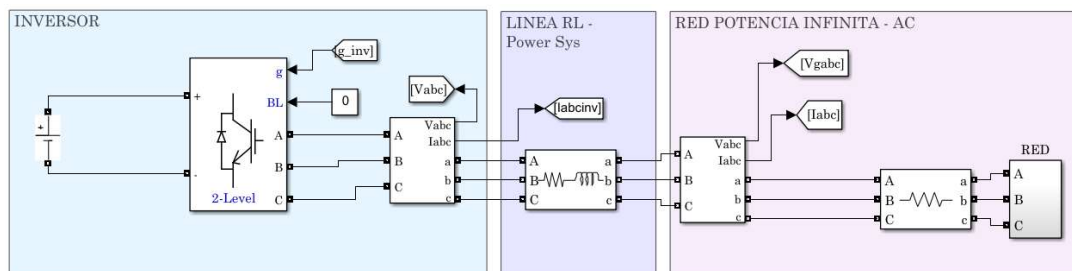 INVERSOR
LINEA RL -
Power Sys
RED POTENCIA INFINITA - AC
[g_inv]
g
[Vabc]
[Vgabc]
+
BL
0
[Iabcinv]
[Iabc]
+
A
A
Vabc
Iabc
A
Vabc
Iabc
RED
B
B
a
A
a
a
A
a
A
-
b
B
b
B
b
B
b
B
2-Level
C
C
c
C
c
C
c
C
c
C